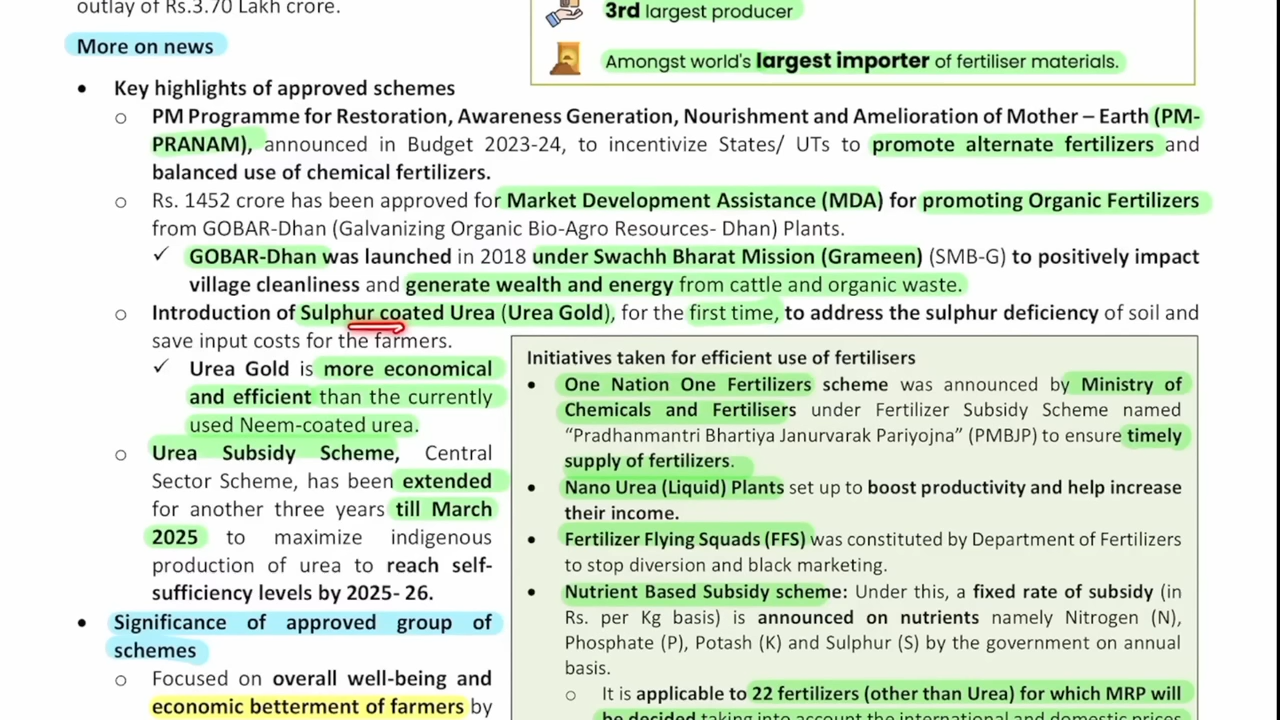 outlay of Rs.3.70 Lakh crore.
3rd largest producer
Amongst world's largest importer of fertiliser materials.
More on news
• Key highlights of approved schemes
o PM Programme for Restoration, Awareness Generation, Nourishment and Amelioration of Mother – Earth (PM-
PRANAM), announced in Budget 2023-24, to incentivize States/ UTs to promote alternate fertilizers and
balanced use of chemical fertilizers.
o Rs. 1452 crore has been approved for Market Development Assistance (MDA) for promoting Organic Fertilizers
from GOBAR-Dhan (Galvanizing Organic Bio-Agro Resources- Dhan) Plants.
✓ GOBAR-Dhan was launched in 2018 under Swachh Bharat Mission (Grameen) (SMB-G) to positively impact
village cleanliness and generate wealth and energy from cattle and organic waste.
o Introduction of Sulphur coated Urea (Urea Gold), for the first time, to address the sulphur deficiency of soil and
save input costs for the farmers.
✓ Urea Gold is more economical
and efficient than the currently
used Neem-coated urea.
o Urea Subsidy Scheme, Central
Sector Scheme, has been extended
for another three years till March
2025 to maximize indigenous
production of urea to reach self-
sufficiency levels by 2025- 26.
• Significance of approved group of
schemes
o Focused on overall well-being and
economic betterment of farmers by
Initiatives taken for efficient use of fertilisers
• One Nation One Fertilizers scheme was announced by Ministry of
Chemicals and Fertilisers under Fertilizer Subsidy Scheme named
“Pradhanmantri Bhartiya Janurvarak Pariyojna” (PMBJP) to ensure timely
supply of fertilizers.
• Nano Urea (Liquid) Plants set up to boost productivity and help increase
their income.
• Fertilizer Flying Squads (FFS) was constituted by Department of Fertilizers
to stop diversion and black marketing.
• Nutrient Based Subsidy scheme: Under this, a fixed rate of subsidy (in
Rs. per Kg basis) is announced on nutrients namely Nitrogen (N),
Phosphate (P), Potash (K) and Sulphur (S) by the government on annual
basis.
o It is applicable to 22 fertilizers (other than Urea) for which MRP will
be decided taking into account the international and domestic prices